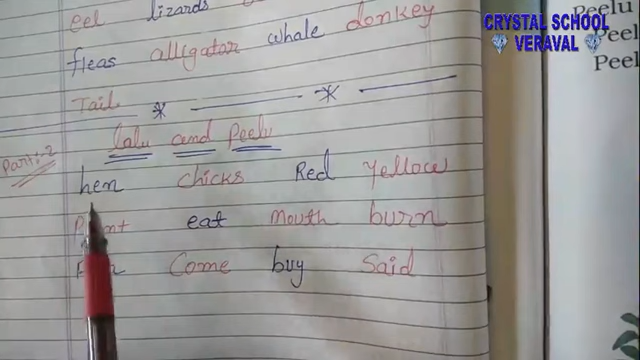 eel lizards
fleas alligator whale donkey
Tail
Part:-2
lalu and Peelu
hen chicks Red Yellow
eat mouth burn
Come buy Said
CRYSTAL SCHOOL
VERAVAL
Peelu
Peel
Peel